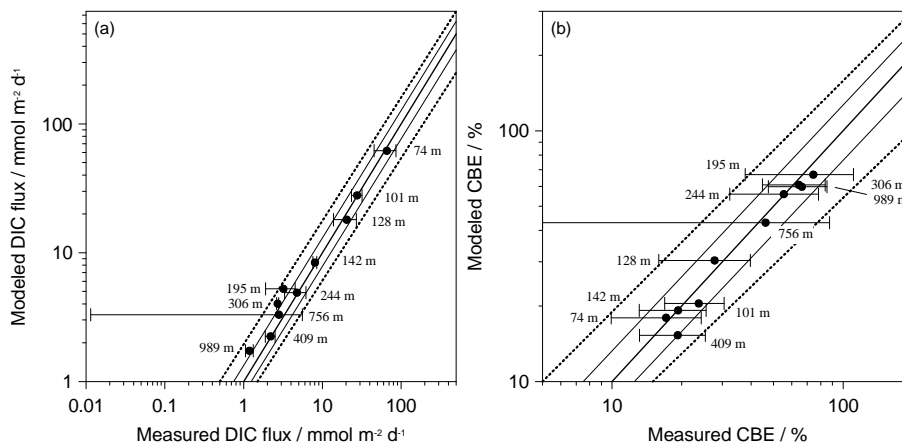 (a)
Modeled DIC flux / mmol m⁻² d⁻¹
100
10
1
74 m
101 m
128 m
142 m
195 m
244 m
306 m
756 m
409 m
989 m
0.01
0.1
1
10
100
Measured DIC flux / mmol m⁻² d⁻¹
(b)
Modeled CBE / %
100
10
195 m
306 m
244 m
989 m
756 m
128 m
142 m
101 m
74 m
409 m
10
100
Measured CBE / %